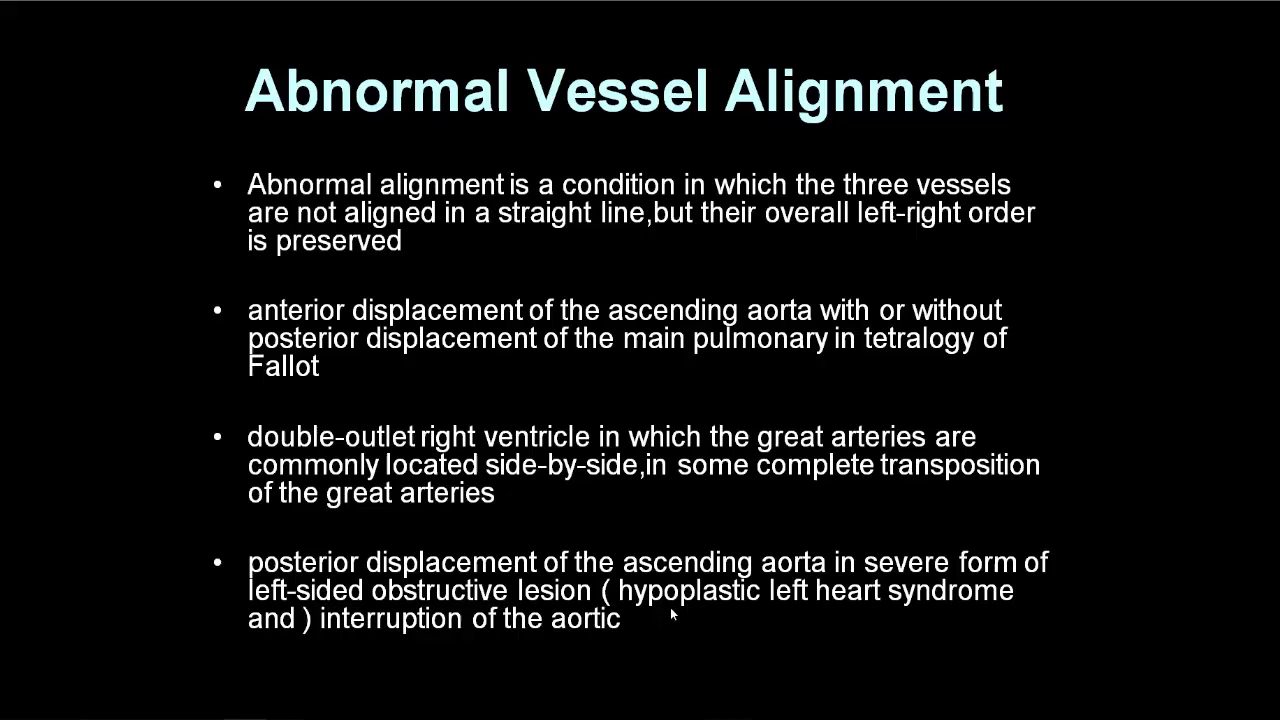 Abnormal Vessel Alignment
• Abnormal alignment is a condition in which the three vessels
are not aligned in a straight line,but their overall left-right order
is preserved
• anterior displacement of the ascending aorta with or without
posterior displacement of the main pulmonary in tetralogy of
Fallot
• double-outlet right ventricle in which the great arteries are
commonly located side-by-side,in some complete transposition
of the great arteries
• posterior displacement of the ascending aorta in severe form of
left-sided obstructive lesion ( hypoplastic left heart syndrome
and ) interruption of the aortic